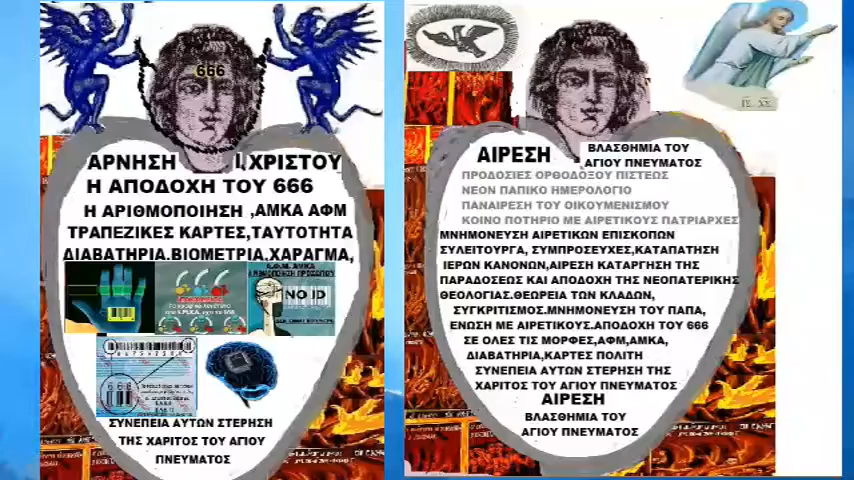 666
ΑΡΝΗΣΗ Ι.ΧΡΙΣΤΟΥ
Η ΑΠΟΔΟΧΗ ΤΟΥ 666
Η ΑΡΙΘΜΟΠΟΙΗΣΗ ,ΑΜΚΑ ΑΦΜ
ΤΡΑΠΕΖΙΚΕΣ ΚΑΡΤΕΣ,ΤΑΥΤΟΤΗΤΑ
ΔΙΑΒΑΤΗΡΙΑ.ΒΙΟΜΕΤΡΙΑ.ΧΑΡΑΓΜΑ,
NO ID
666
ΣΥΝΕΠΕΙΑ ΑΥΤΩΝ ΣΤΕΡΗΣΗ
ΤΗΣ ΧΑΡΙΤΟΣ ΤΟΥ ΑΓΙΟΥ
ΠΝΕΥΜΑΤΟΣ
ΙΣ. ΧΣ.
ΑΙΡΕΣΗ
ΒΛΑΣΘΗΜΙΑ ΤΟΥ
ΑΓΙΟΥ ΠΝΕΥΜΑΤΟΣ
ΠΡΟΔΟΣΙΕΣ ΟΡΘΟΔΟΞΟΥ ΠΙΣΤΕΩΣ
ΝΕΟΝ ΠΑΠΙΚΟ ΗΜΕΡΟΛΟΓΙΟ
ΠΑΝΑΙΡΕΣΗ ΤΟΥ ΟΙΚΟΥΜΕΝΙΣΜΟΥ
ΚΟΙΝΟ ΠΟΤΗΡΙΟ ΜΕ ΑΙΡΕΤΙΚΟΥΣ ΠΑΤΡΙΑΡΧΕΣ
ΜΝΗΜΟΝΕΥΣΗ ΑΙΡΕΤΙΚΩΝ ΕΠΙΣΚΟΠΩΝ
ΣΥΛΕΙΤΟΥΡΓΑ, ΣΥΜΠΡΟΣΕΥΧΕΣ,ΚΑΤΑΠΑΤΗΣΗ
ΙΕΡΩΝ ΚΑΝΟΝΩΝ,ΑΙΡΕΣΗ ΚΑΤΑΡΓΗΣΗ ΤΗΣ
ΠΑΡΑΔΟΣΕΩΣ ΚΑΙ ΑΠΟΔΟΧΗ ΤΗΣ ΝΕΟΠΑΤΕΡΙΚΗΣ
ΘΕΟΛΟΓΙΑΣ.ΘΕΩΡΕΙΑ ΤΩΝ ΚΛΑΔΩΝ,
ΣΥΓΚΡΙΤΙΣΜΟΣ.ΜΝΗΜΟΝΕΥΣΗ ΤΟΥ ΠΑΠΑ,
ΕΝΩΣΗ ΜΕ ΑΙΡΕΤΙΚΟΥΣ.ΑΠΟΔΟΧΗ ΤΟΥ 666
ΣΕ ΟΛΕΣ ΤΙΣ ΜΟΡΦΕΣ,ΑΦΜ,ΑΜΚΑ,
ΔΙΑΒΑΤΗΡΙΑ,ΚΑΡΤΕΣ ΠΟΛΙΤΗ
ΣΥΝΕΠΕΙΑ ΑΥΤΩΝ ΣΤΕΡΗΣΗ ΤΗΣ
ΧΑΡΙΤΟΣ ΤΟΥ ΑΓΙΟΥ ΠΝΕΥΜΑΤΟΣ
ΑΙΡΕΣΗ
ΒΛΑΣΘΗΜΙΑ ΤΟΥ
ΑΓΙΟΥ ΠΝΕΥΜΑΤΟΣ